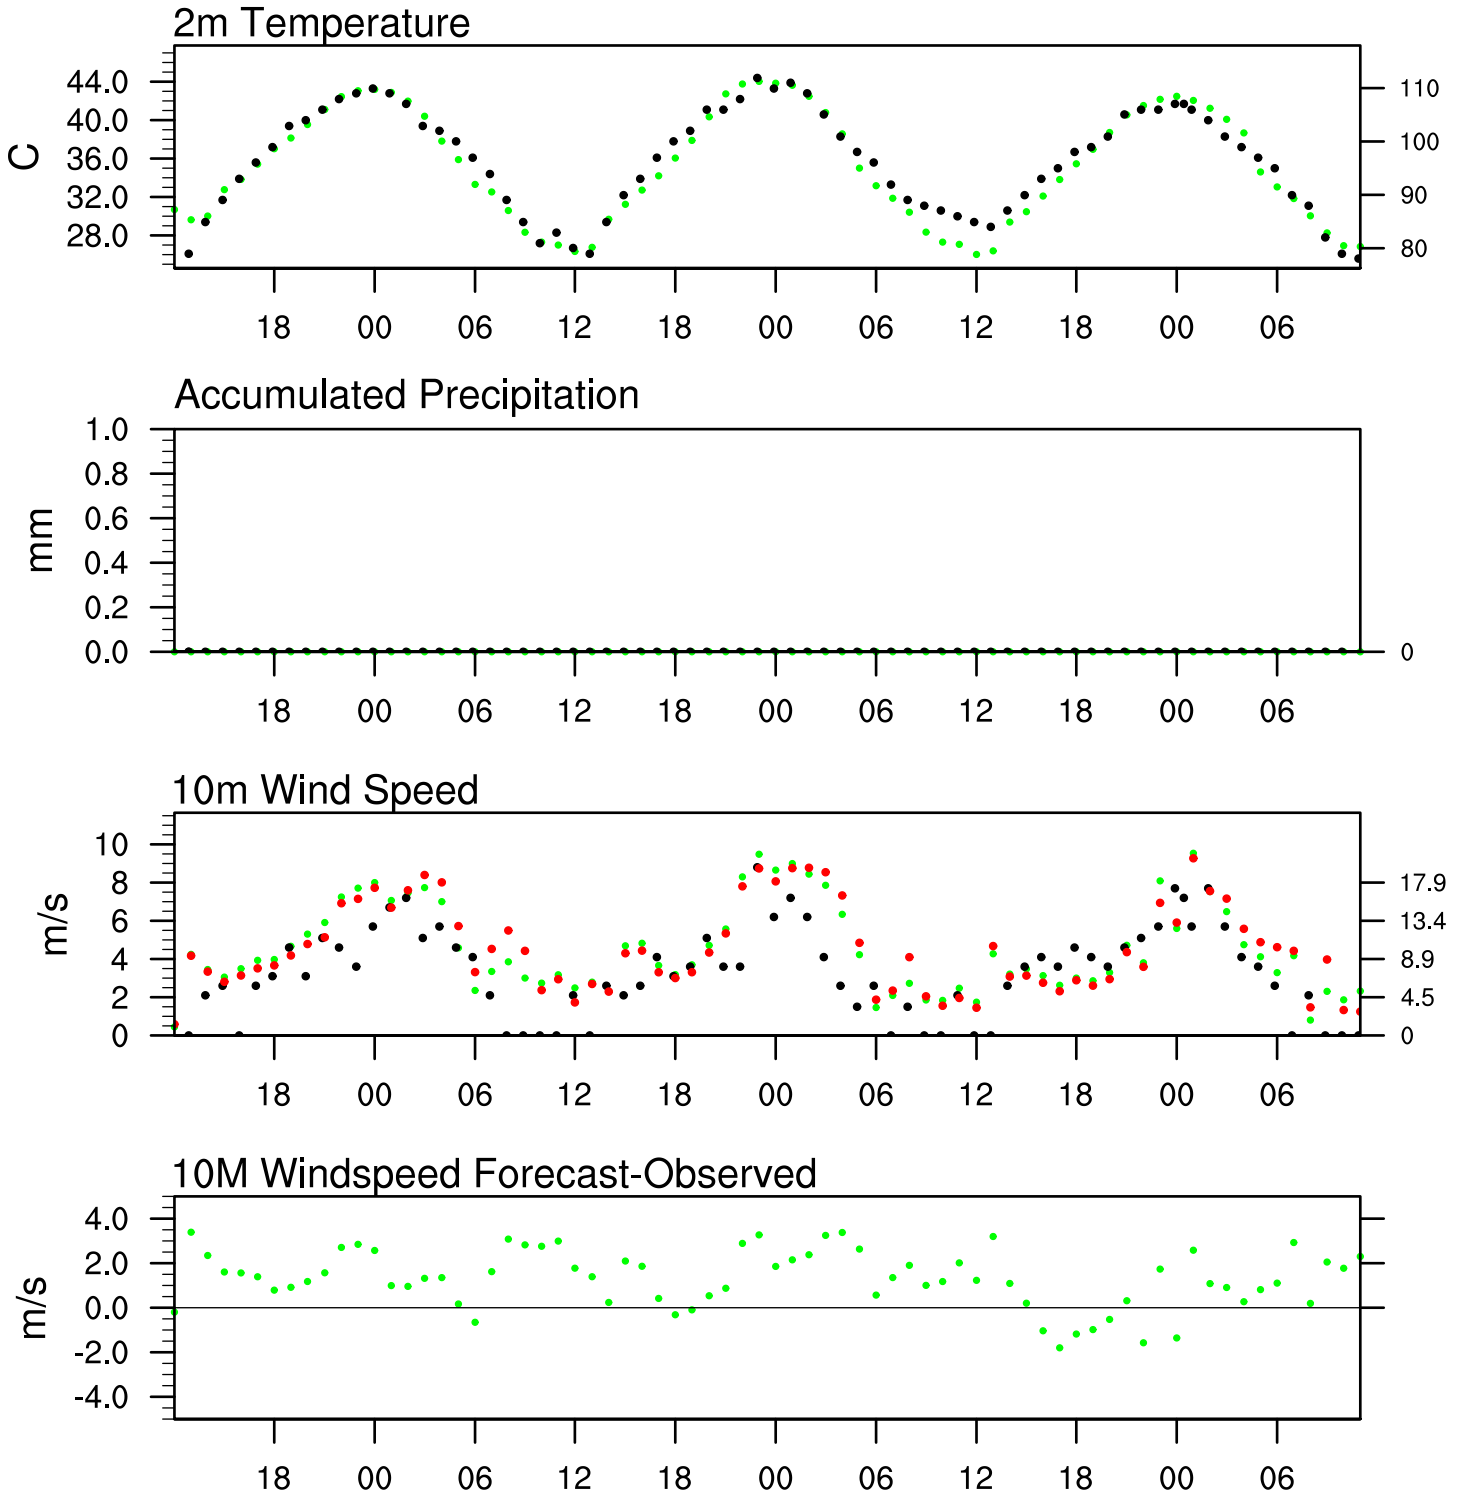 2m Temperature
44.0
40.0
36.0
32.0
28.0
C
110
100
90
80
18 00 06 12 18 00 06 12 18 00 06
Accumulated Precipitation
1.0
0.8
0.6
0.4
0.2
0.0
mm
0
18 00 06 12 18 00 06 12 18 00 06
10m Wind Speed
10
8
6
4
2
0
m/s
17.9
13.4
8.9
4.5
0
18 00 06 12 18 00 06 12 18 00 06
10M Windspeed Forecast-Observed
4.0
2.0
0.0
-2.0
-4.0
m/s
18 00 06 12 18 00 06 12 18 00 06